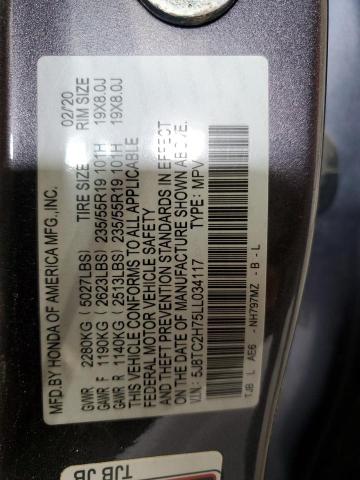 MFD.BY HONDA OF AMERICA MFG.,INC. 02/20
TIRE SIZE RIM SIZE
GVWR 2280KG (5027LBS)
GAWR F 1190KG (2623LBS) 235/55R19 101H 19X8.0J
GAWR R 1140KG (2513LBS) 235/55R19 101H 19X8.0J
THIS VEHICLE CONFORMS TO ALL APPLICABLE
FEDERAL MOTOR VEHICLE SAFETY
AND THEFT PREVENTION STANDARDS IN EFFECT
ON THE DATE OF MANUFACTURE SHOWN ABOVE.
V.I.N.: 5J8TC2H75LL034117 TYPE: MPV
TJB L AE6 - NH797MZ - B - L
TJB JB